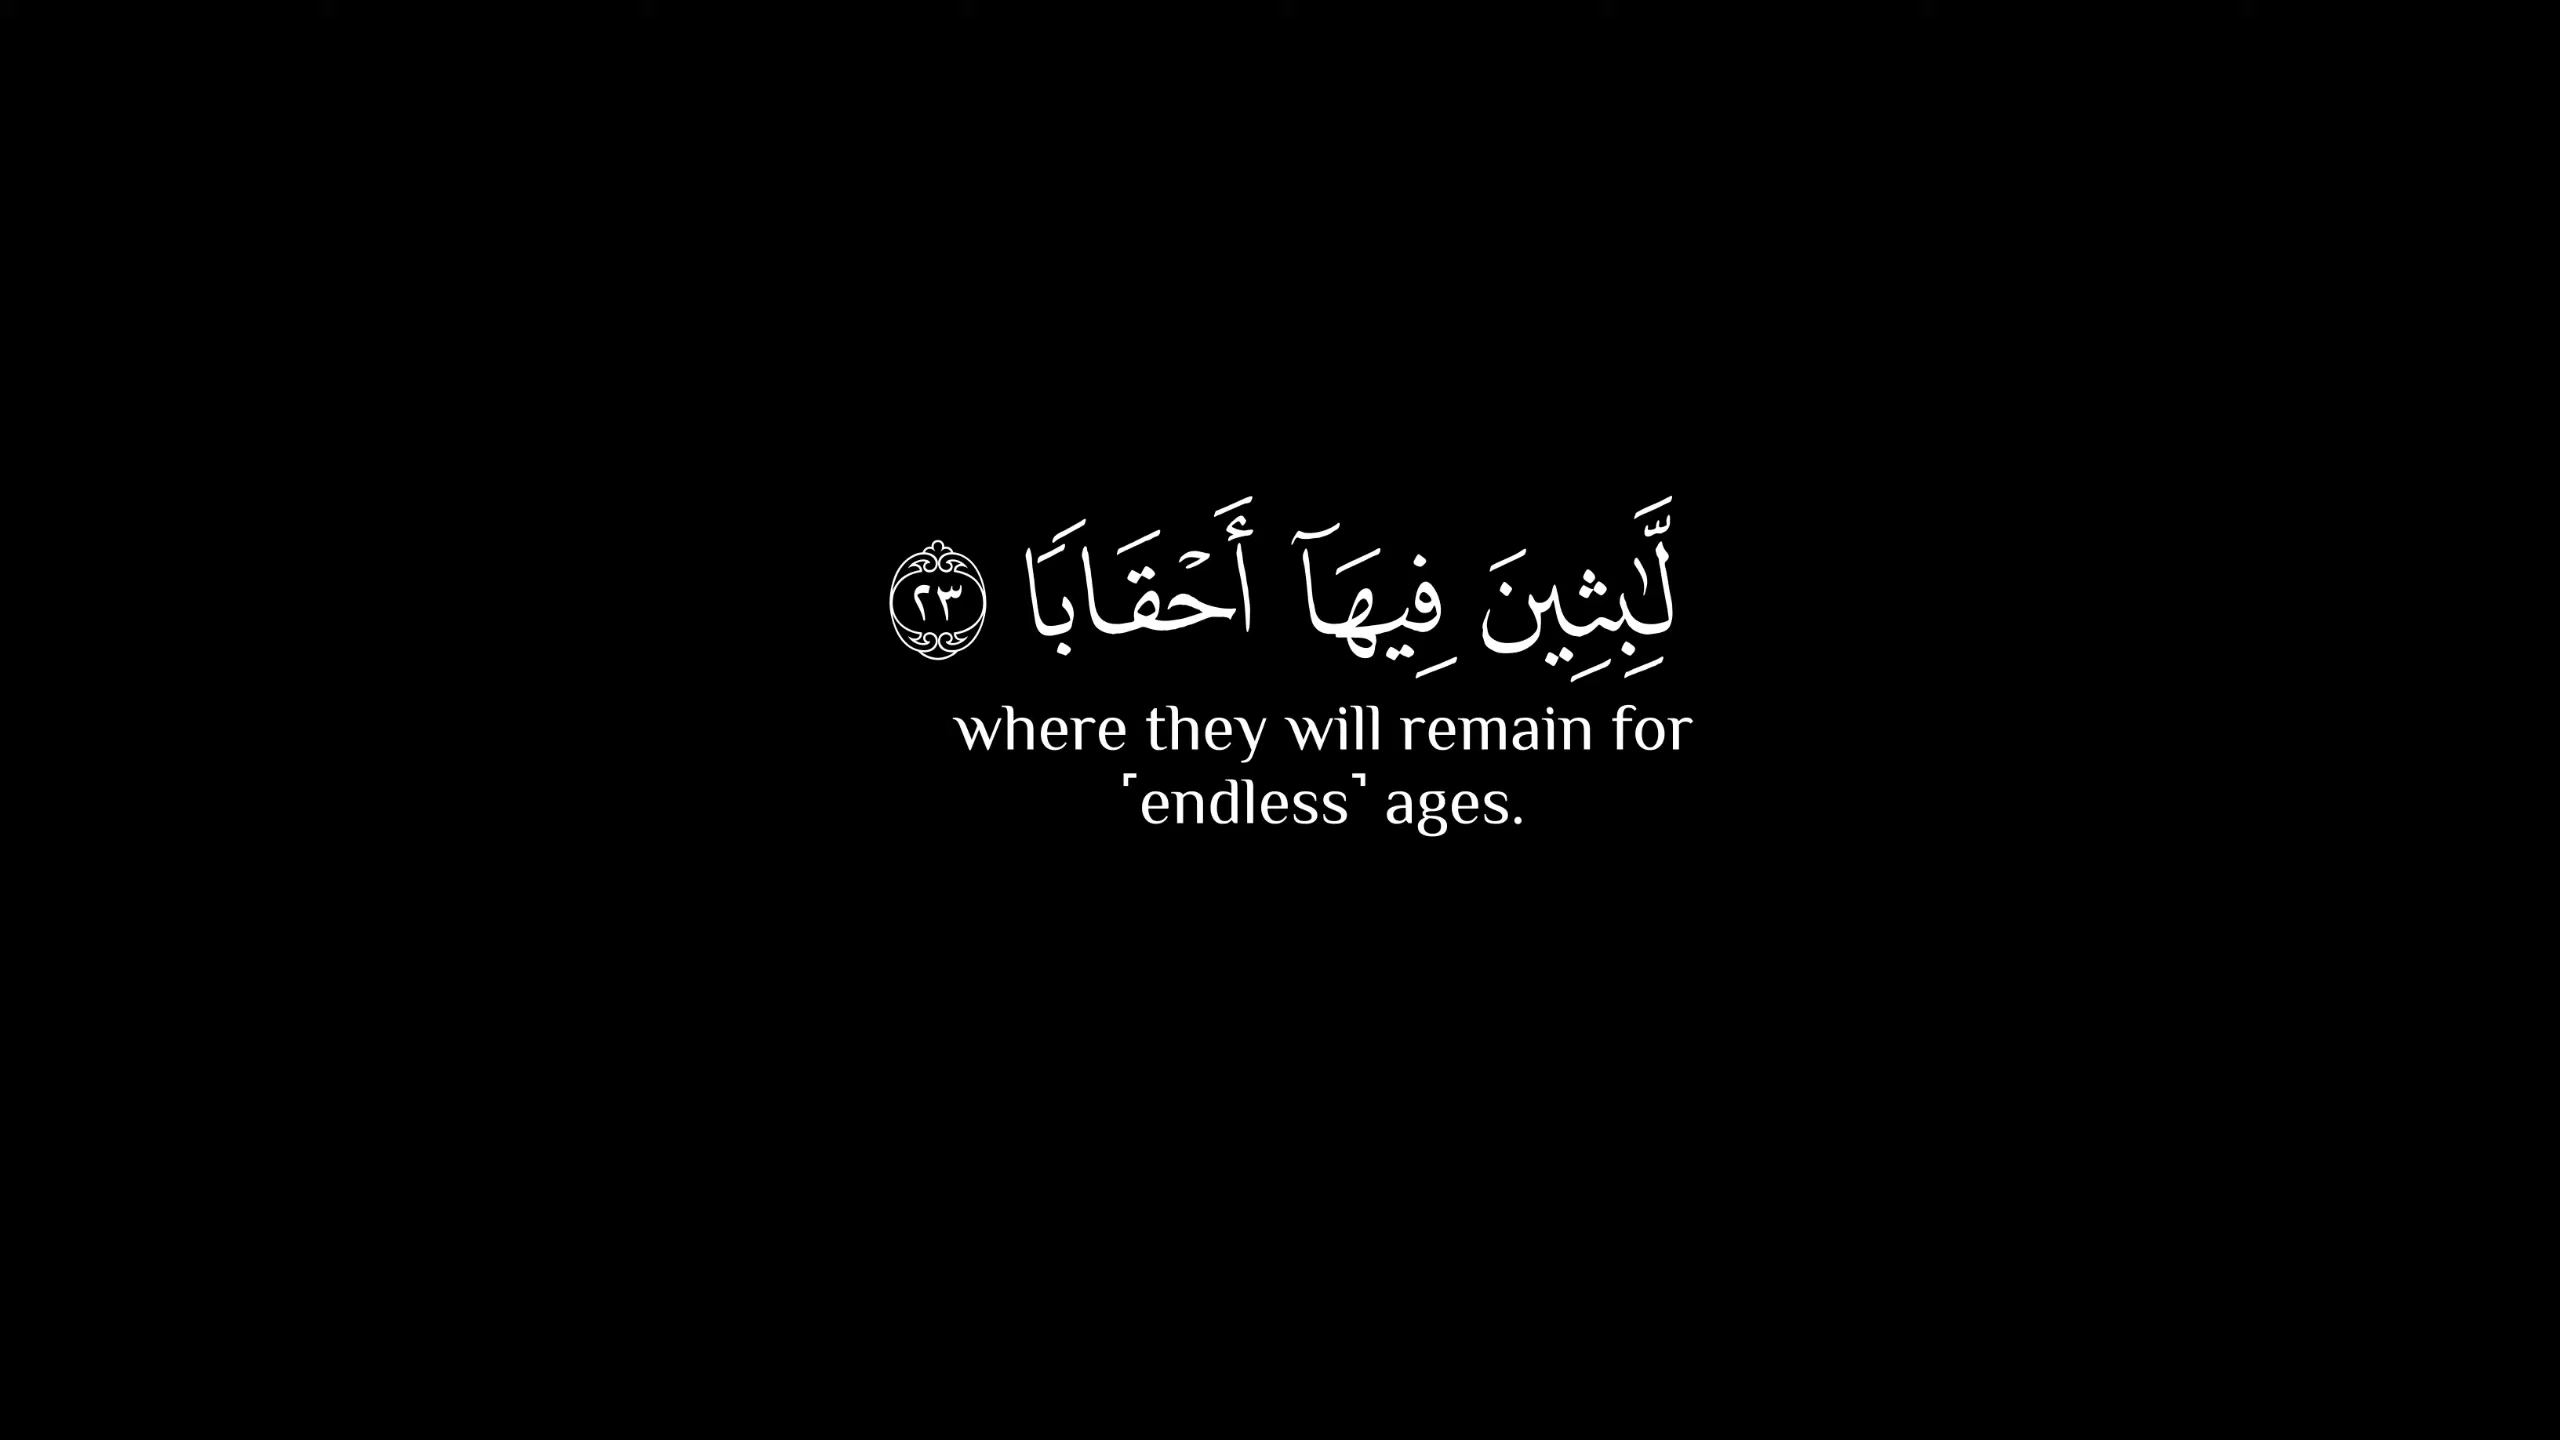 لَّٰبِثِينَ فِيهَآ أَحْقَابًا ٢٣
where they will remain for
⸢endless⸣ ages.